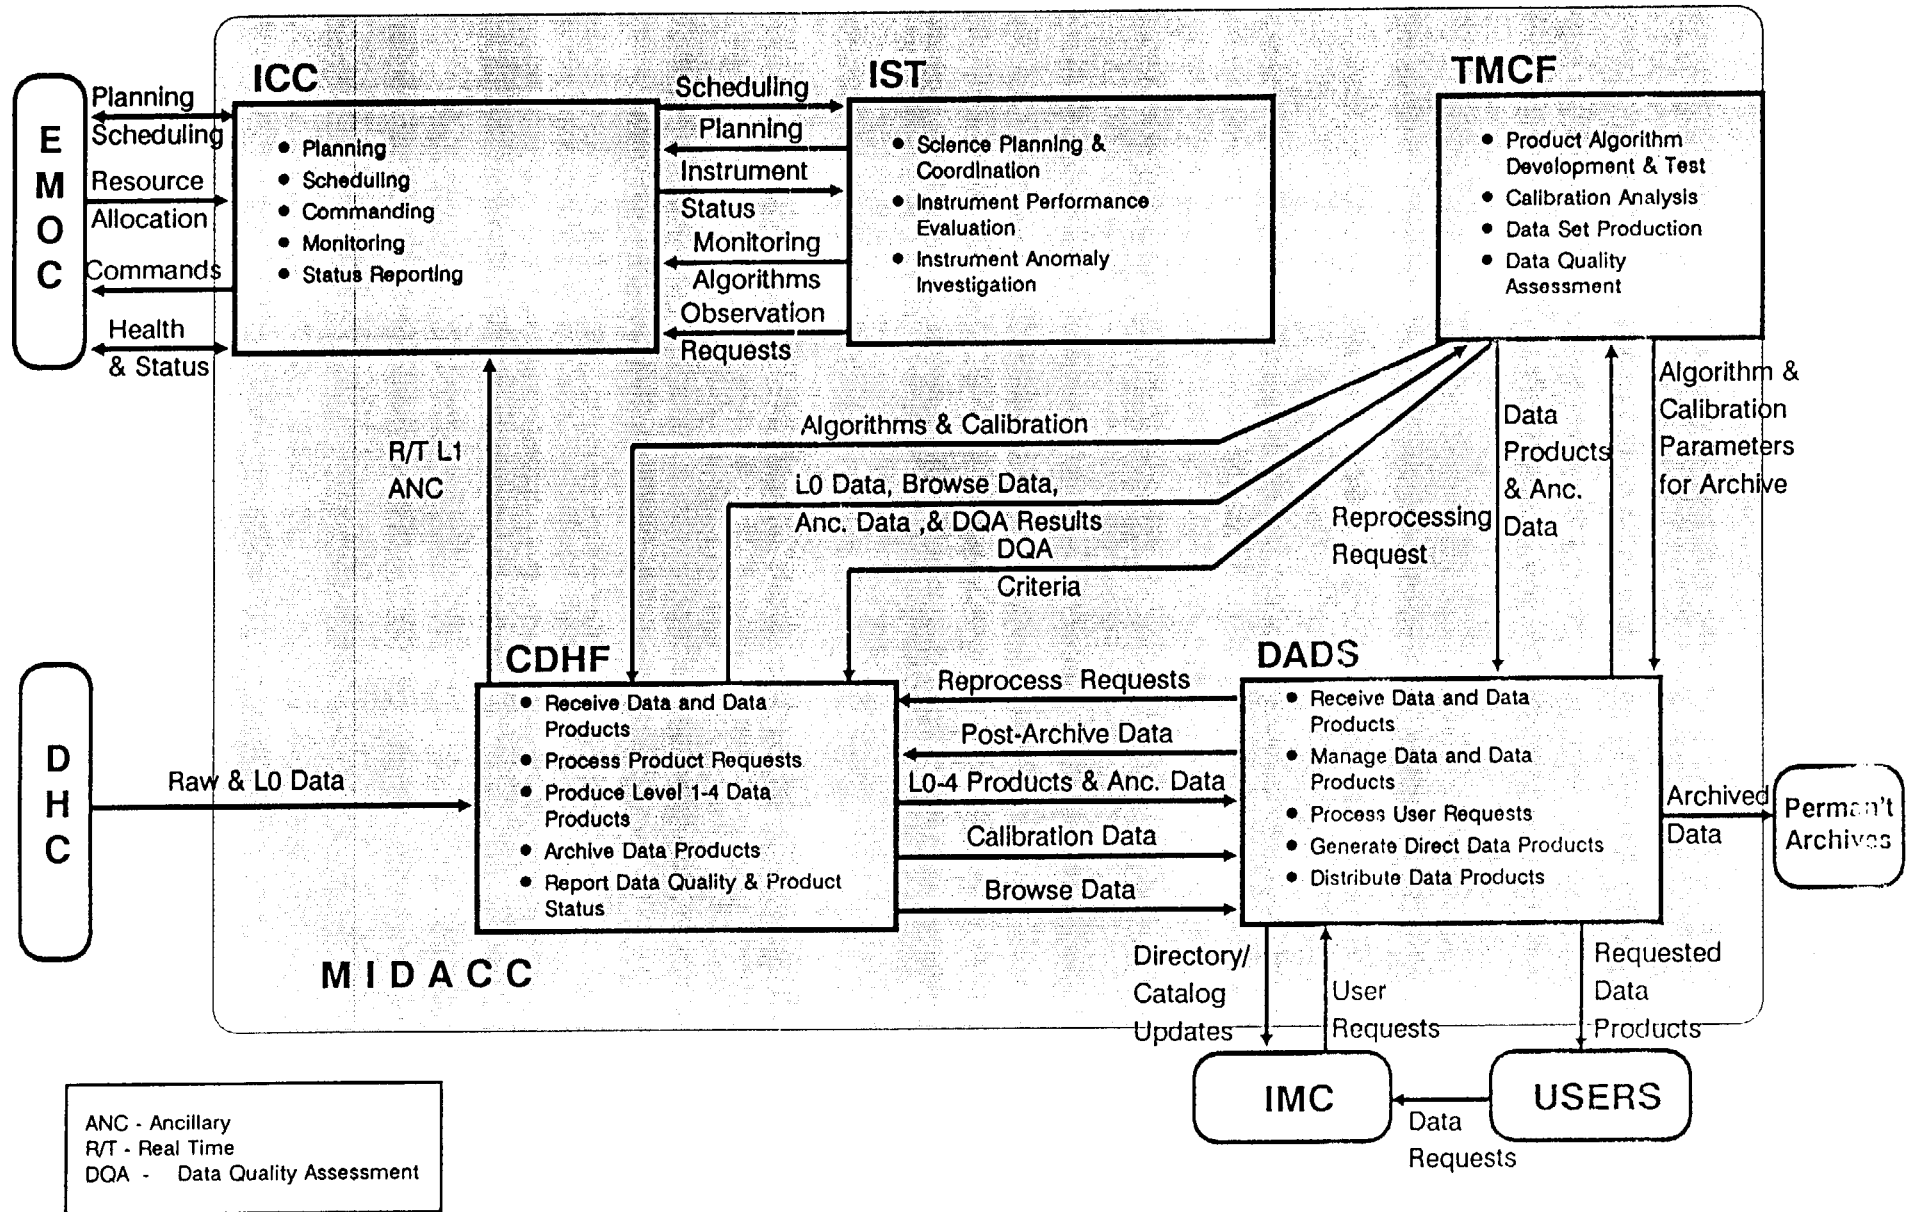 ICC
IST
TMCF
E
M
O
C
Planning
Scheduling
Resource
Allocation
Commands
Health
& Status
• Planning
• Scheduling
• Commanding
• Monitoring
• Status Reporting
Scheduling
Planning
Instrument
Status
Monitoring
Algorithms
Observation
Requests
• Science Planning &
Coordination
• Instrument Performance
Evaluation
• Instrument Anomaly
Investigation
• Product Algorithm
Development & Test
• Calibration Analysis
• Data Set Production
• Data Quality
Assessment
R/T L1
ANC
Algorithms & Calibration
L0 Data, Browse Data,
Anc. Data ,& DQA Results
DQA
Criteria
Reprocessing
Request
Data
Products
& Anc.
Data
Algorithm &
Calibration
Parameters
for Archive
CDHF
DADS
D
H
C
Raw & L0 Data
• Receive Data and Data
Products
• Process Product Requests
• Produce Level 1-4 Data
Products
• Archive Data Products
• Report Data Quality & Product
Status
Reprocess Requests
Post-Archive Data
L0-4 Products & Anc. Data
Calibration Data
Browse Data
• Receive Data and Data
Products
• Manage Data and Data
Products
• Process User Requests
• Generate Direct Data Products
• Distribute Data Products
Archived
Data
Perman't
Archives
MIDACC
Directory/
Catalog
Updates
User
Requests
Requested
Data
Products
IMC
USERS
Data
Requests
ANC - Ancillary
R/T - Real Time
DQA - Data Quality Assessment